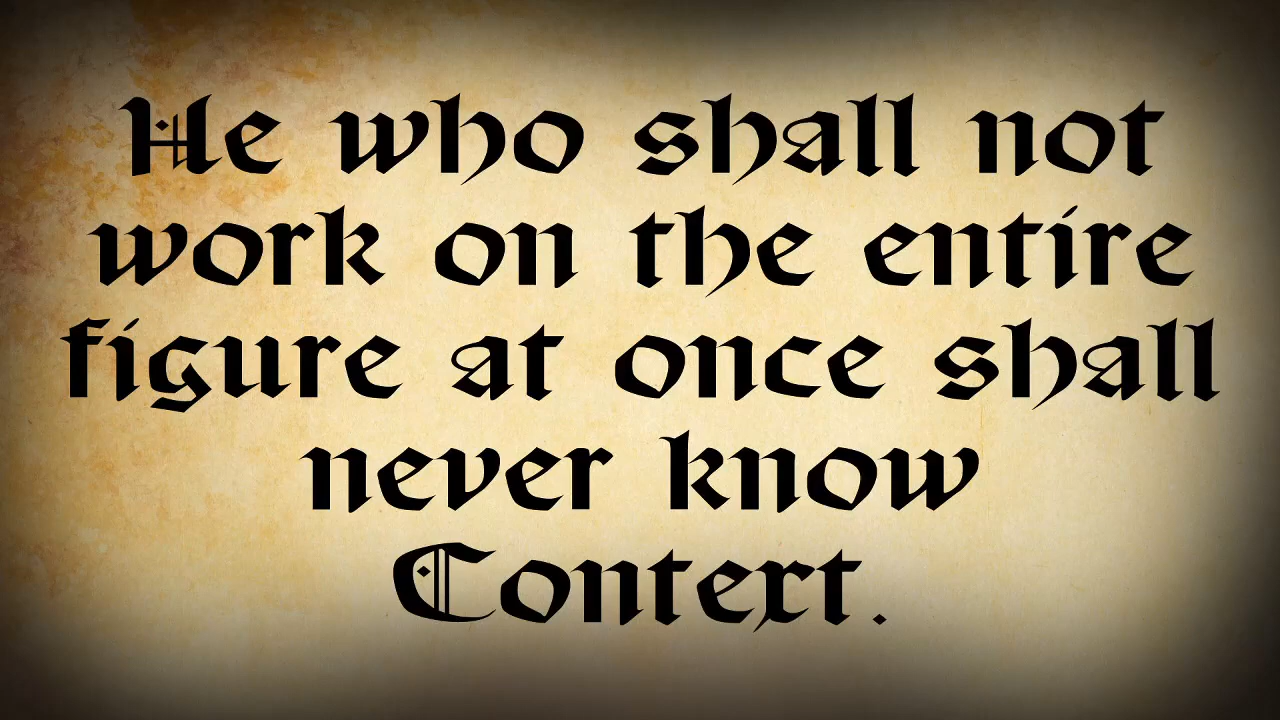 He who shall not
work on the entire
figure at once shall
never know
Context.